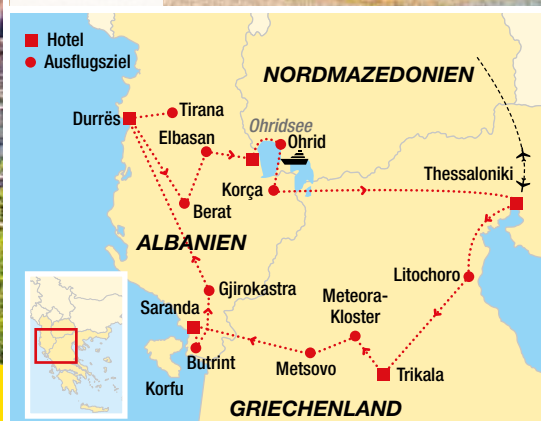 Hotel
Ausflugsziel
NORDMAZEDONIEN
Durrës
Tirana
Elbasan
Ohridsee
Ohrid
Thessaloniki
Korça
Berat
ALBANIEN
Litochoro
Gjirokastra
Meteora-
Kloster
Saranda
Butrint
Metsovo
Trikala
Korfu
GRIECHENLAND